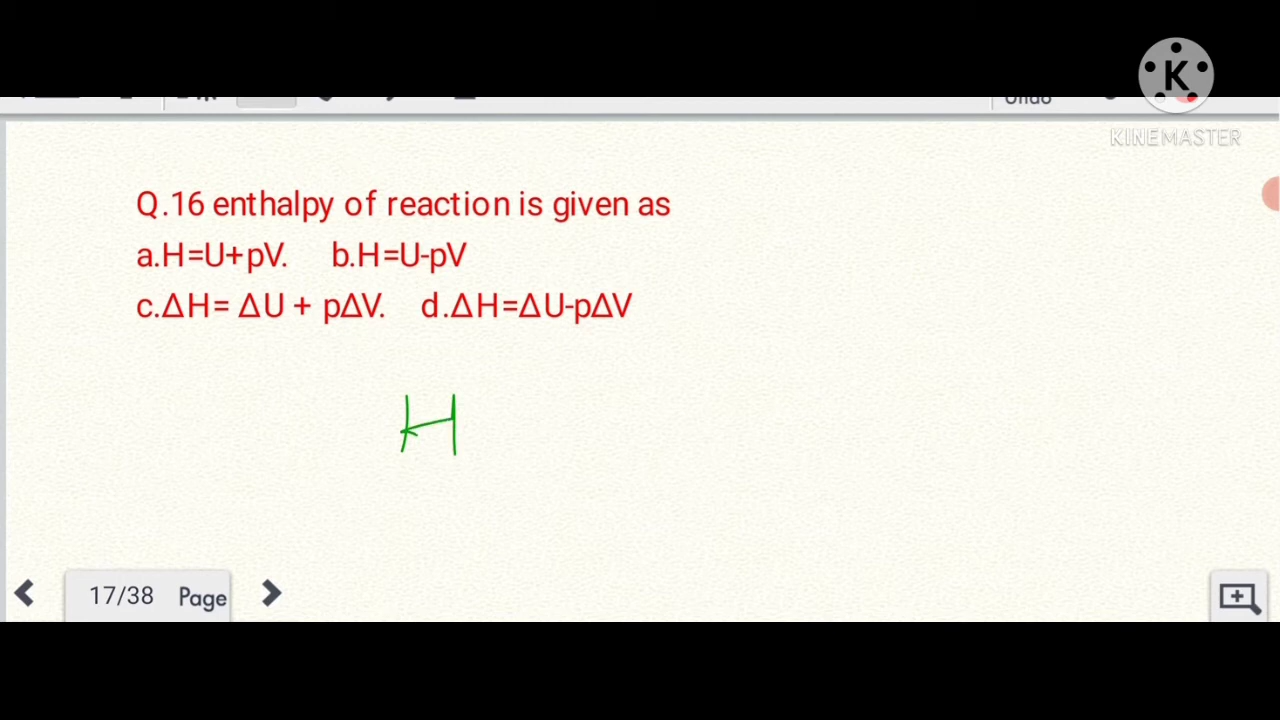 K
Undo
KINEMASTER
Q.16 enthalpy of reaction is given as
a.H=U+pV. b.H=U-pV
c.ΔH= ΔU + pΔV. d.ΔH=ΔU-pΔV
H
17/38 Page